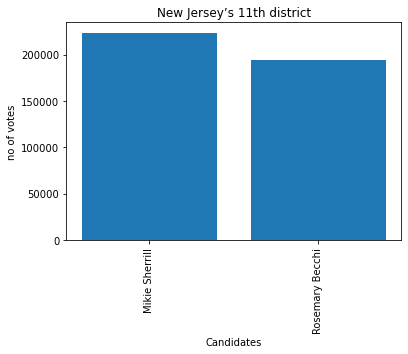 New Jersey’s 11th district
no of votes
200000
150000
100000
50000
0
Mikie Sherrill
Rosemary Becchi
Candidates